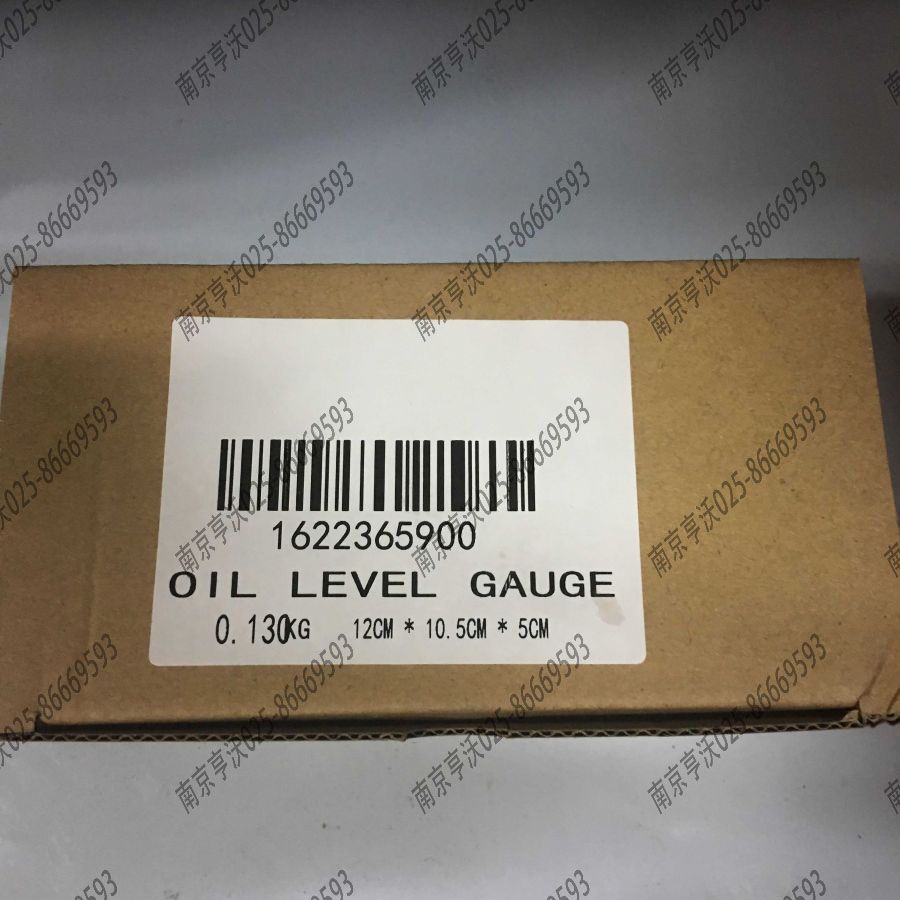 南京亨沃025-86669593
1622365900
OIL LEVEL GAUGE
0.130KG 12CM * 10.5CM * 5CM